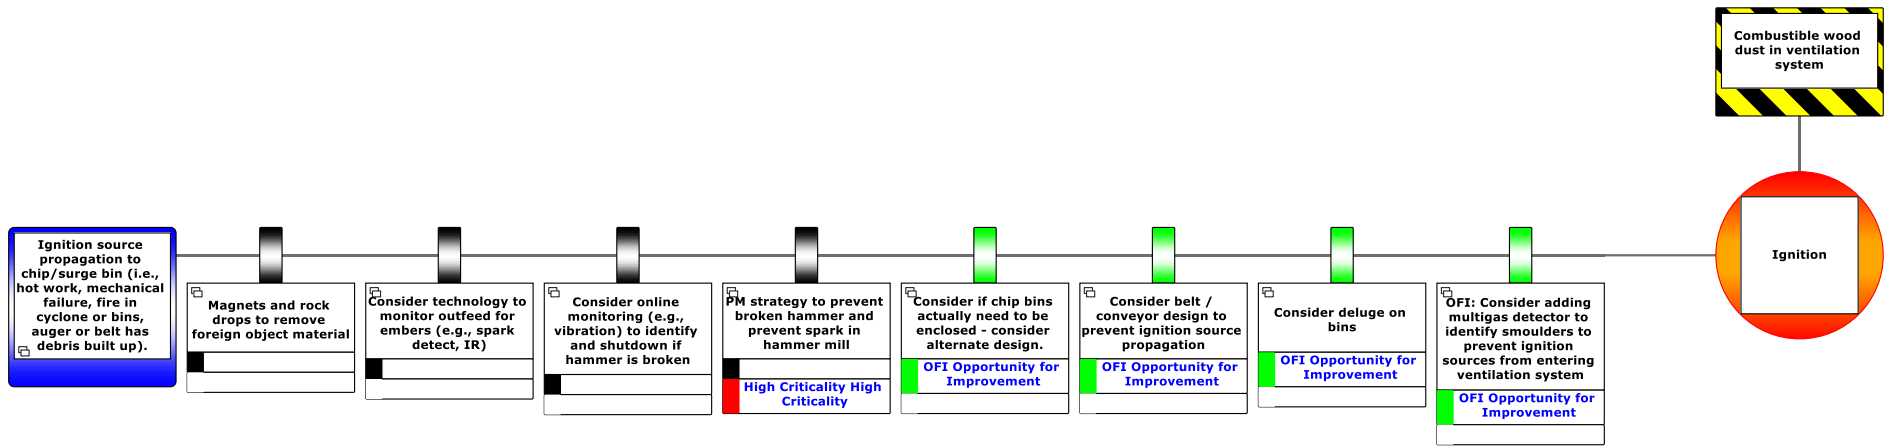 Combustible wood
dust in ventilation
system
Ignition source
propagation to
chip/surge bin (i.e.,
hot work, mechanical
failure, fire in
cyclone or bins,
auger or belt has
debris built up).
Magnets and rock
drops to remove
foreign object material
Consider technology to
monitor outfeed for
embers (e.g., spark
detect, IR)
Consider online
monitoring (e.g.,
vibration) to identify
and shutdown if
hammer is broken
PM strategy to prevent
broken hammer and
prevent spark in
hammer mill
High Criticality High
Criticality
Consider if chip bins
actually need to be
enclosed - consider
alternate design.
OFI Opportunity for
Improvement
Consider belt /
conveyor design to
prevent ignition source
propagation
OFI Opportunity for
Improvement
Consider deluge on
bins
OFI Opportunity for
Improvement
OFI: Consider adding
multigas detector to
identify smoulders to
prevent ignition
sources from entering
ventilation system
OFI Opportunity for
Improvement
Ignition